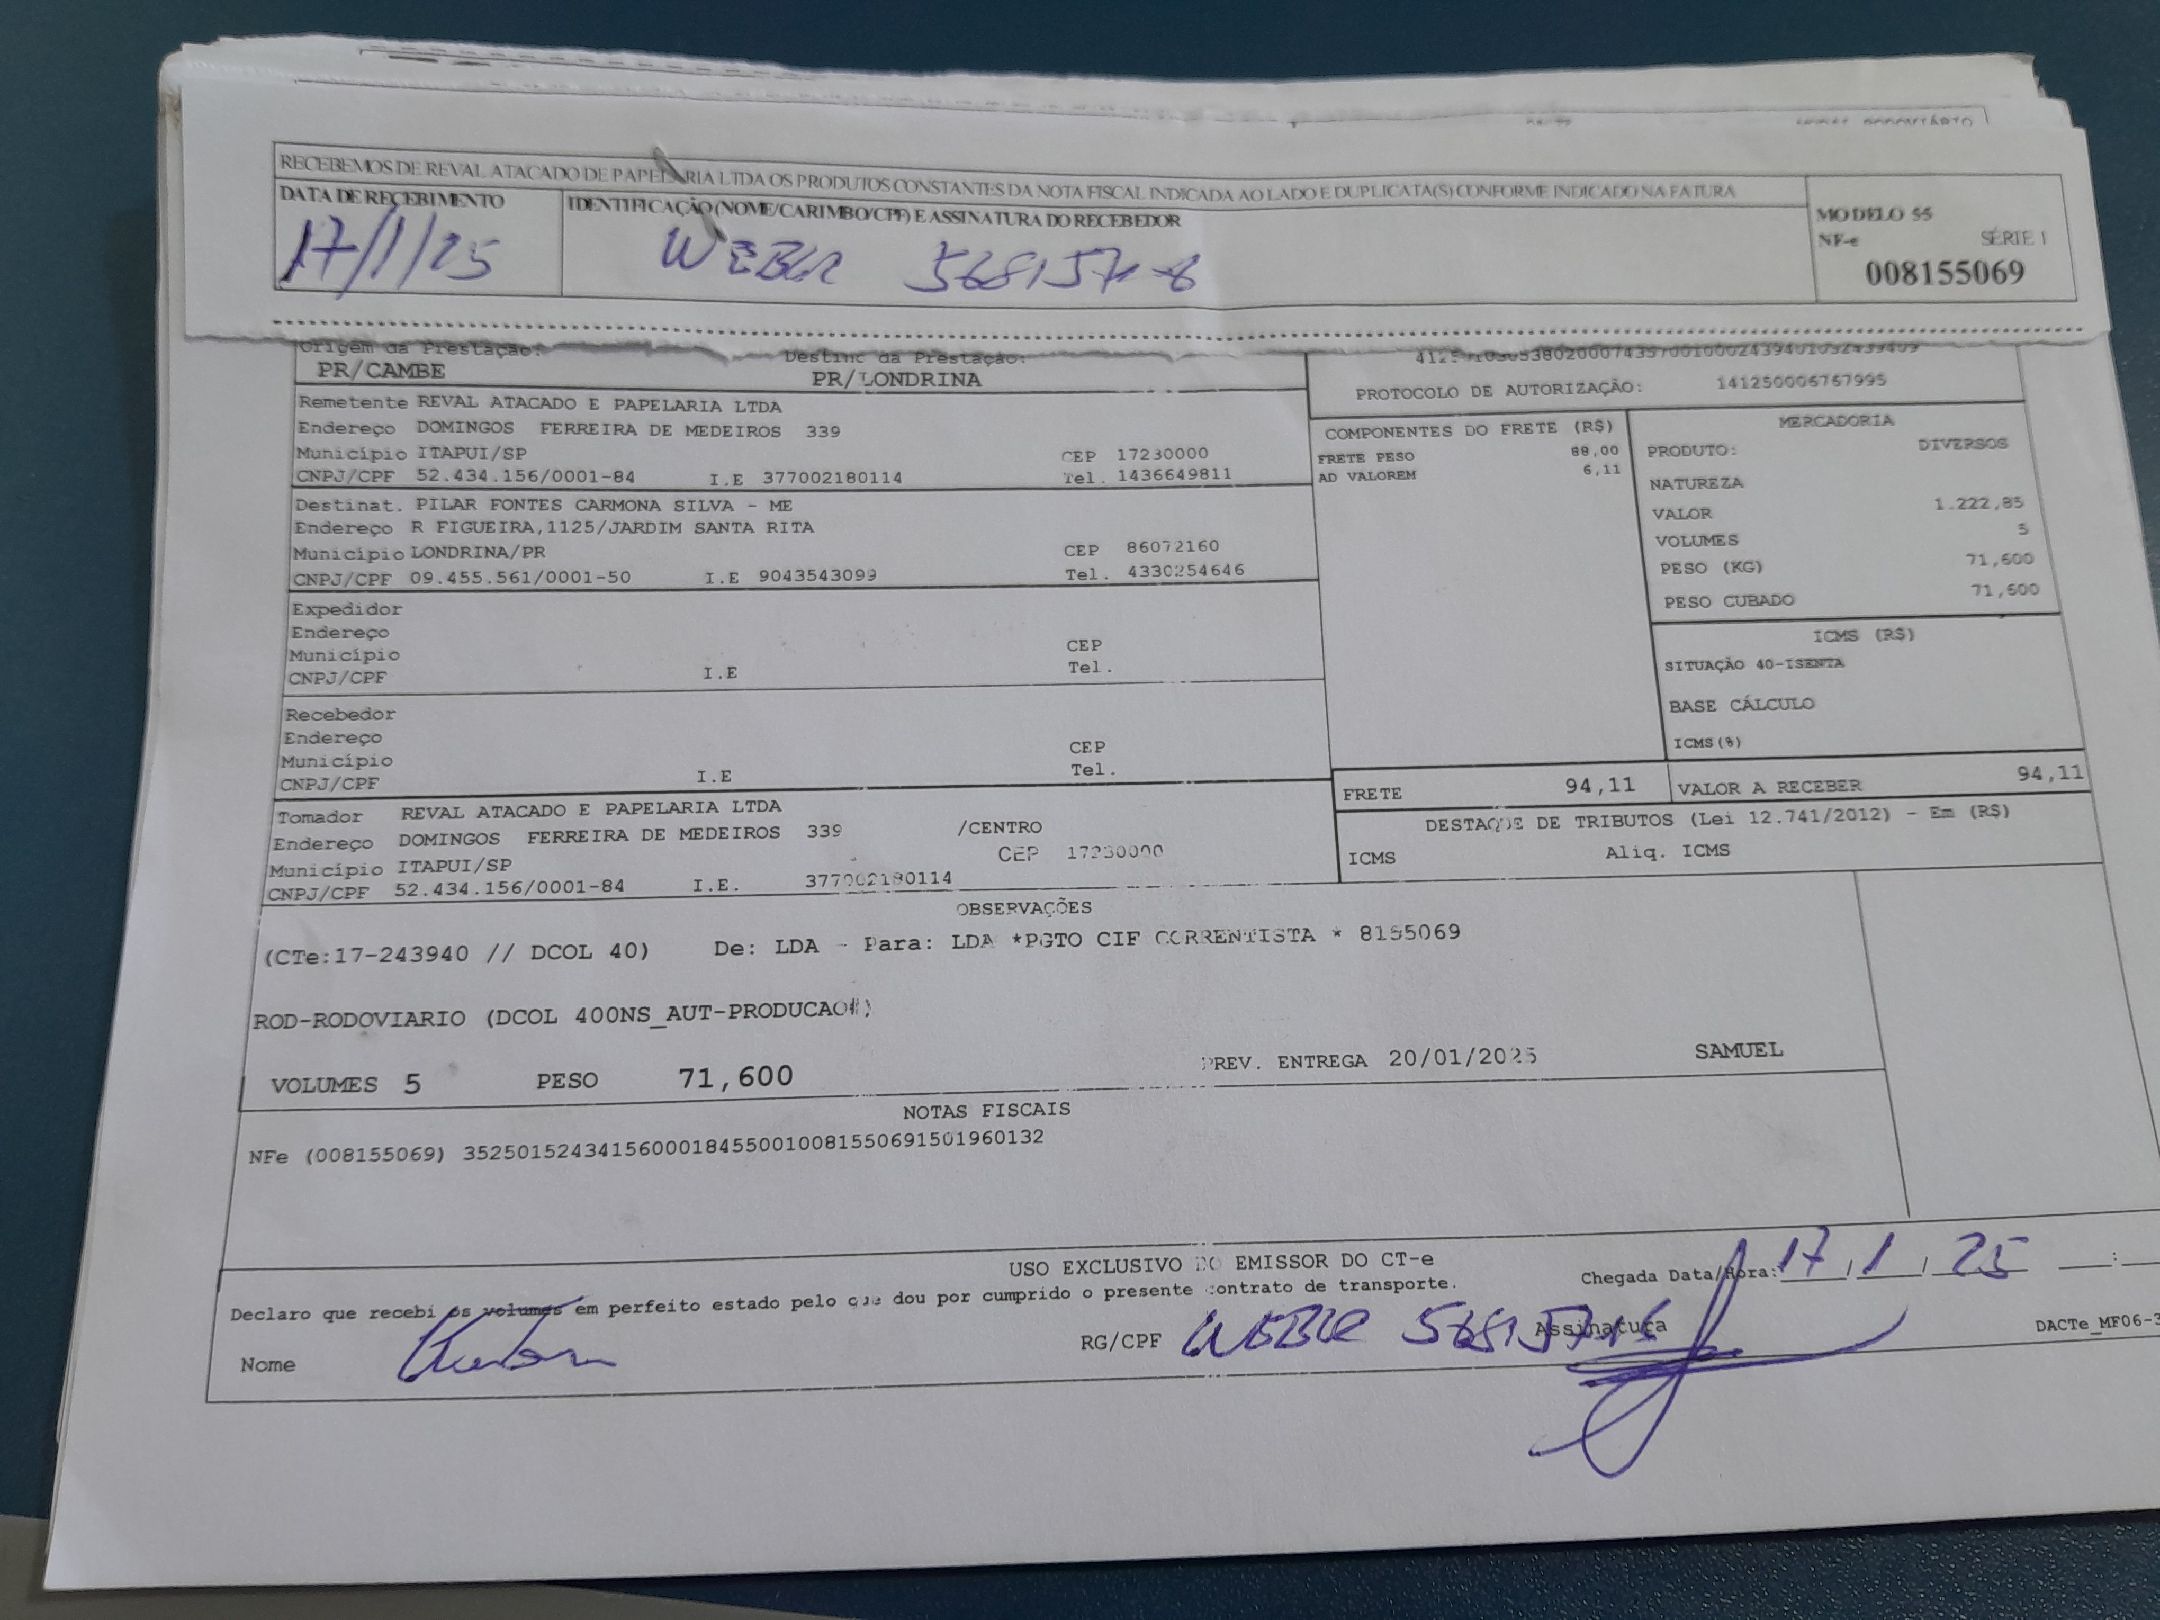 RECEBEMOS DE REVAL ATACADO DE PAPELARIA LTDA OS PRODUTOS CONSTANTES DA NOTA FISCAL INDICADA AO LADO E DUPLICATA(S) CONFORME INDICADO NA FATURA
DATA DE RECEBIMENTO IDENTIFICAÇÃO (NOME/CARIMBO/CPF) E ASSINATURA DO RECEBEDOR
MODELO 55
NF-e SÉRIE 1
008155069
17/1/25 WEBER
Origem da Prestação: Destino da Prestação:
PR/CAMBE PR/LONDRINA
PROTOCOLO DE AUTORIZAÇÃO: 141250006767995
Remetente REVAL ATACADO E PAPELARIA LTDA
Endereço DOMINGOS FERREIRA DE MEDEIROS 339
Município ITAPUI/SP CEP 17230000
CNPJ/CPF 52.434.156/0001-84 I.E 377002180114 Tel. 1436649811
Destinat. PILAR FONTES CARMONA SILVA - ME
Endereço R FIGUEIRA,1125/JARDIM SANTA RITA
Município LONDRINA/PR CEP 86072160
CNPJ/CPF 09.455.561/0001-50 I.E 9043543099 Tel. 4330254646
Expedidor
Endereço
Município CEP
CNPJ/CPF I.E Tel.
Recebedor
Endereço
Município CEP
CNPJ/CPF I.E Tel.
Tomador REVAL ATACADO E PAPELARIA LTDA
Endereço DOMINGOS FERREIRA DE MEDEIROS 339 /CENTRO
Município ITAPUI/SP CEP 17230000
CNPJ/CPF 52.434.156/0001-84 I.E. 377002180114
COMPONENTES DO FRETE (R$)
FRETE PESO 88,00
AD VALOREM 6,11
MERCADORIA
PRODUTO: DIVERSOS
NATUREZA
VALOR 1.222,85
VOLUMES 5
PESO (KG) 71,600
PESO CUBADO 71,600
ICMS (R$)
SITUAÇÃO 40-ISENTA
BASE CÁLCULO
ICMS(%)
FRETE 94,11 VALOR A RECEBER 94,11
DESTAQUE DE TRIBUTOS (Lei 12.741/2012) - Em (R$)
ICMS Aliq. ICMS
OBSERVAÇÕES
(CTe:17-243940 // DCOL 40) De: LDA - Para: LDA *PGTO CIF CORRENTISTA * 8155069
ROD-RODOVIARIO (DCOL 400NS_AUT-PRODUCAO#)
VOLUMES 5 PESO 71,600 PREV. ENTREGA 20/01/2025 SAMUEL
NOTAS FISCAIS
NFe (008155069) 35250152434156000184550010081550691501960132
USO EXCLUSIVO DO EMISSOR DO CT-e
Declaro que recebi os volumes em perfeito estado pelo que dou por cumprido o presente contrato de transporte.
Chegada Data/Hora: 17/1/25 :
Nome RG/CPF WEBER Assinatura
DACTe_MF06-3